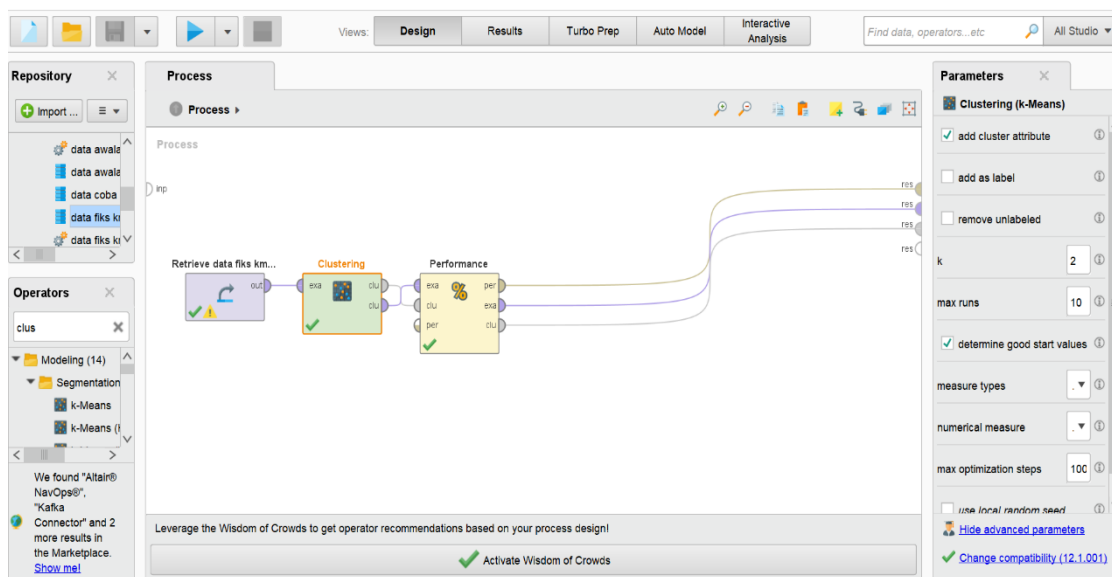 Views:
Design
Results
Turbo Prep
Auto Model
Interactive
Analysis
Find data, operators...etc
All Studio
Repository
Import ...
data awala
data awala
data coba
data fiks
data fiks
Operators
clus
Modeling (14)
Segmentation
k-Means
k-Means
We found "Altair®
NavOps®",
"Kafka
Connector" and 2
more results in
the Marketplace.
Show me!
Process
Process
Process
inp
Retrieve data fiks km...
out
Clustering
exa
clu
clu
Performance
exa
clu
per
%
per
exa
clu
res
res
res
res
Leverage the Wisdom of Crowds to get operator recommendations based on your process design!
Activate Wisdom of Crowds
Parameters
Clustering (k-Means)
add cluster attribute
add as label
remove unlabeled
k
2
max runs
10
determine good start values
measure types
numerical measure
max optimization steps
100
use local random seed
Hide advanced parameters
Change compatibility (12.1.001)